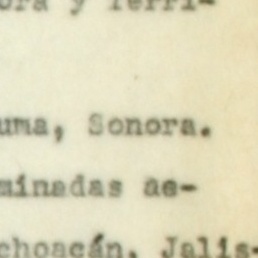 ora y Terri-
uma, Sonora.
minadas ae-
choacán, Jalis-